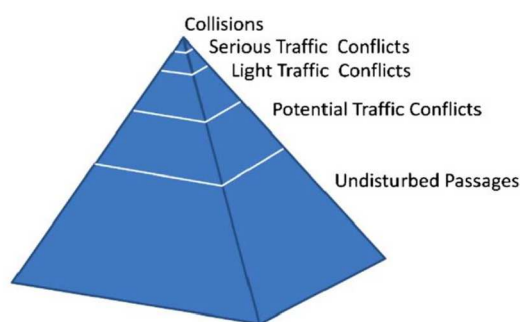 Collisions
Serious Traffic Conflicts
Light Traffic Conflicts
Potential Traffic Conflicts
Undisturbed Passages